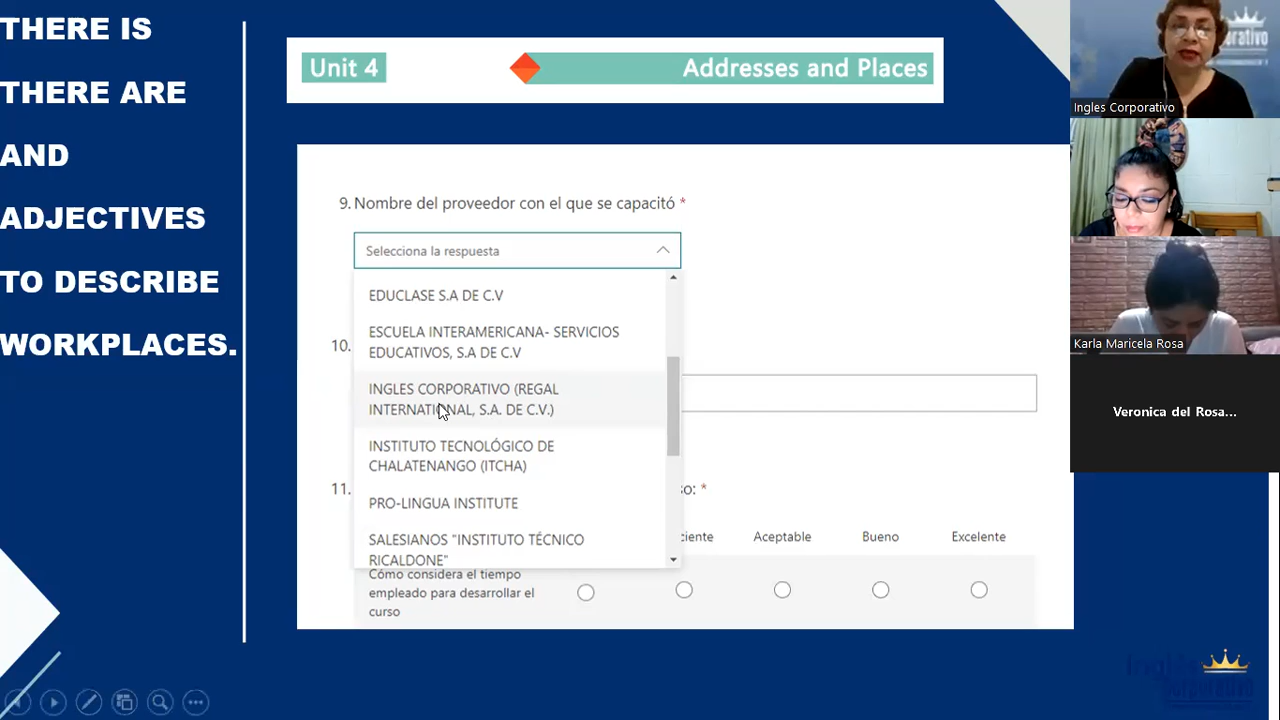 THERE IS
THERE ARE
AND
ADJECTIVES
TO DESCRIBE
WORKPLACES.
Unit 4
Addresses and Places
9. Nombre del proveedor con el que se capacitó *
Selecciona la respuesta
EDUCLASE S.A DE C.V
ESCUELA INTERAMERICANA- SERVICIOS
EDUCATIVOS, S.A DE C.V
10.
INGLES CORPORATIVO (REGAL
INTERNATIONAL, S.A. DE C.V.)
INSTITUTO TECNOLÓGICO DE
CHALATENANGO (ITCHA)
11.
so: *
PRO-LINGUA INSTITUTE
SALESIANOS "INSTITUTO TÉCNICO
RICALDONE"
ciente Aceptable Bueno Excelente
Cómo considera el tiempo
empleado para desarrollar el
curso
Ingles Corporativo
Karla Maricela Rosa
Veronica del Rosa...
Inglés
Corporativo